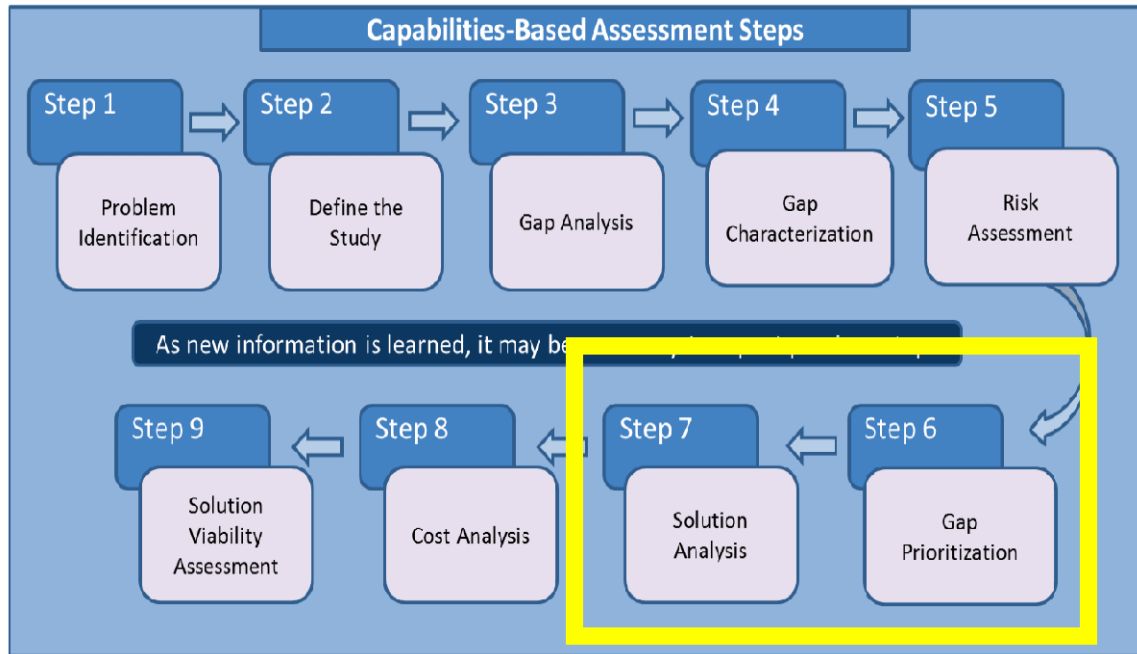 Capabilities-Based Assessment Steps
Step 1
Step 2
Step 3
Step 4
Step 5
Problem
Identification
Define the
Study
Gap Analysis
Gap
Characterization
Risk
Assessment
As new information is learned, it may be
Step 9
Step 8
Step 7
Step 6
Solution
Viability
Assessment
Cost Analysis
Solution
Analysis
Gap
Prioritization